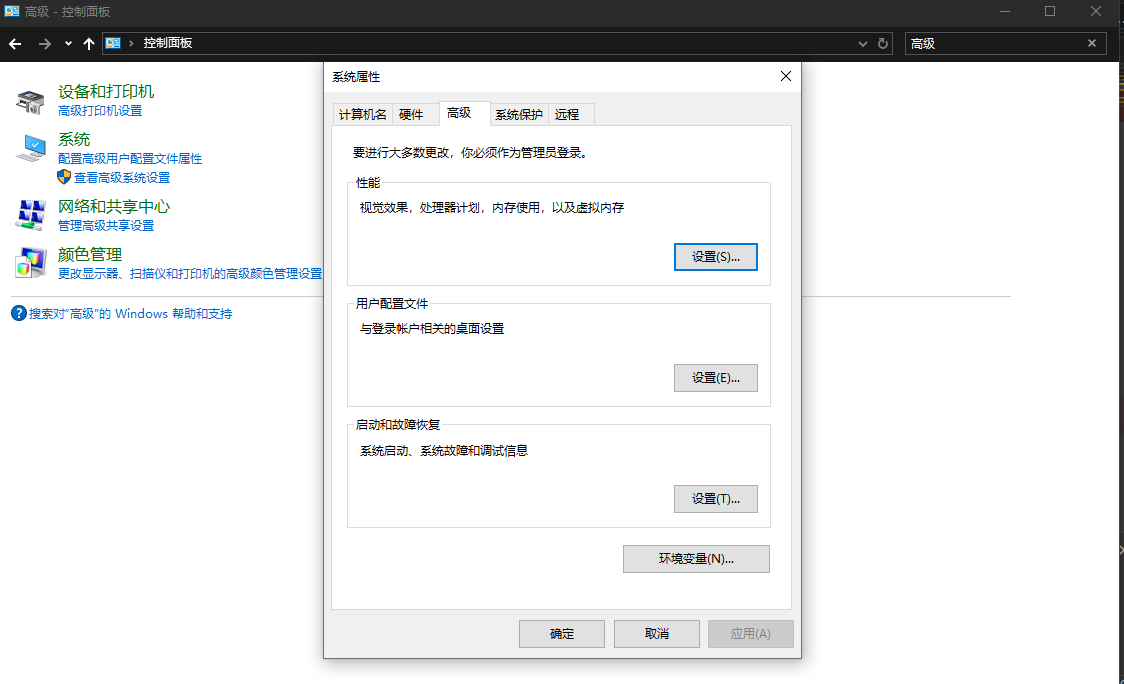 高级 - 控制面板
控制面板
高级
设备和打印机
高级打印机设置
系统
配置高级用户配置文件属性
查看高级系统设置
网络和共享中心
管理高级共享设置
颜色管理
更改显示器、扫描仪和打印机的高级颜色管理设置
搜索对"高级"的 Windows 帮助和支持
系统属性
计算机名 硬件 高级 系统保护 远程
要进行大多数更改，你必须作为管理员登录。
性能
视觉效果，处理器计划，内存使用，以及虚拟内存
设置(S)...
用户配置文件
与登录帐户相关的桌面设置
设置(E)...
启动和故障恢复
系统启动、系统故障和调试信息
设置(T)...
环境变量(N)...
确定 取消 应用(A)